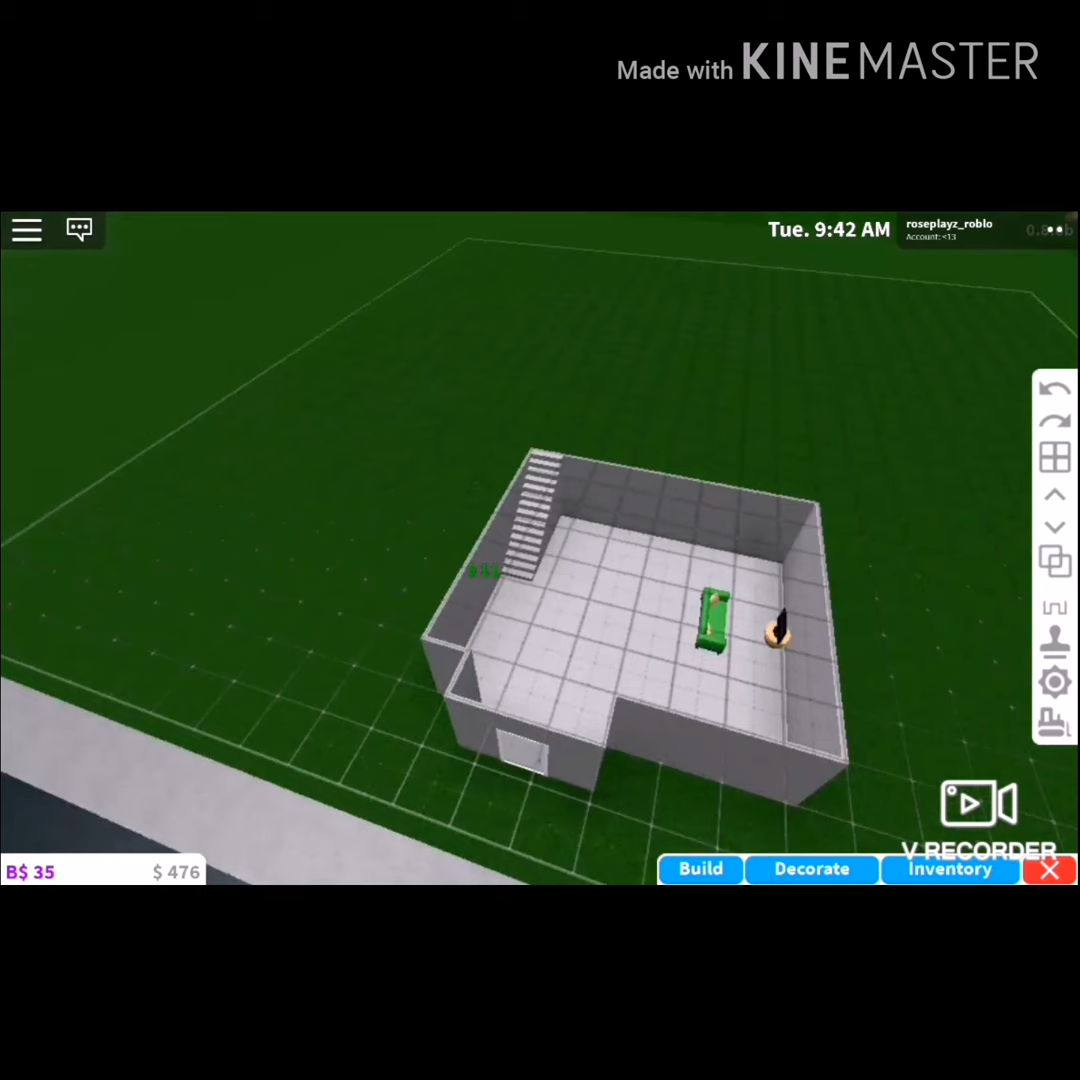 Made with KINEMASTER
Tue. 9:42 AM
roseplayz_roblo
Account: <13
V RECORDER
B$ 35
$ 476
Build
Decorate
Inventory